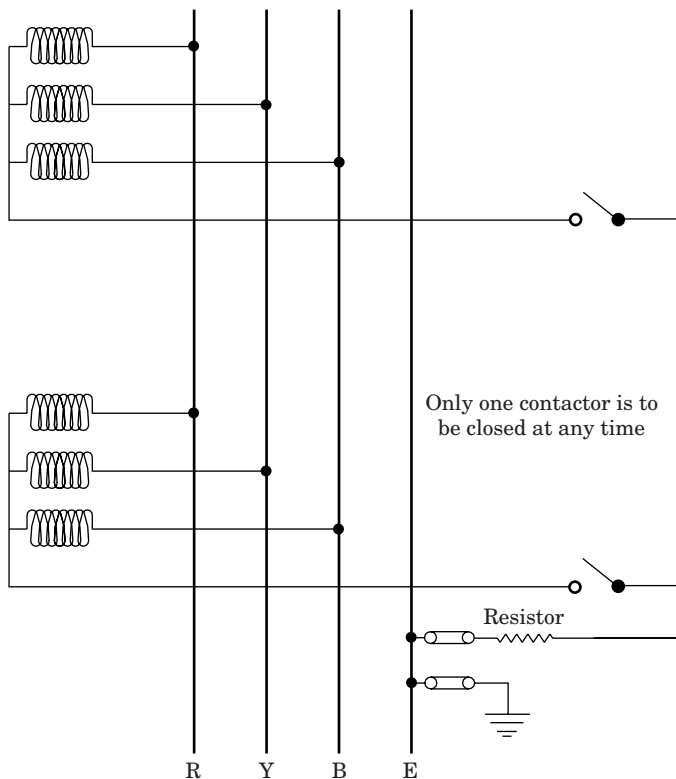 Only one contactor is to
be closed at any time
Resistor
R Y B E